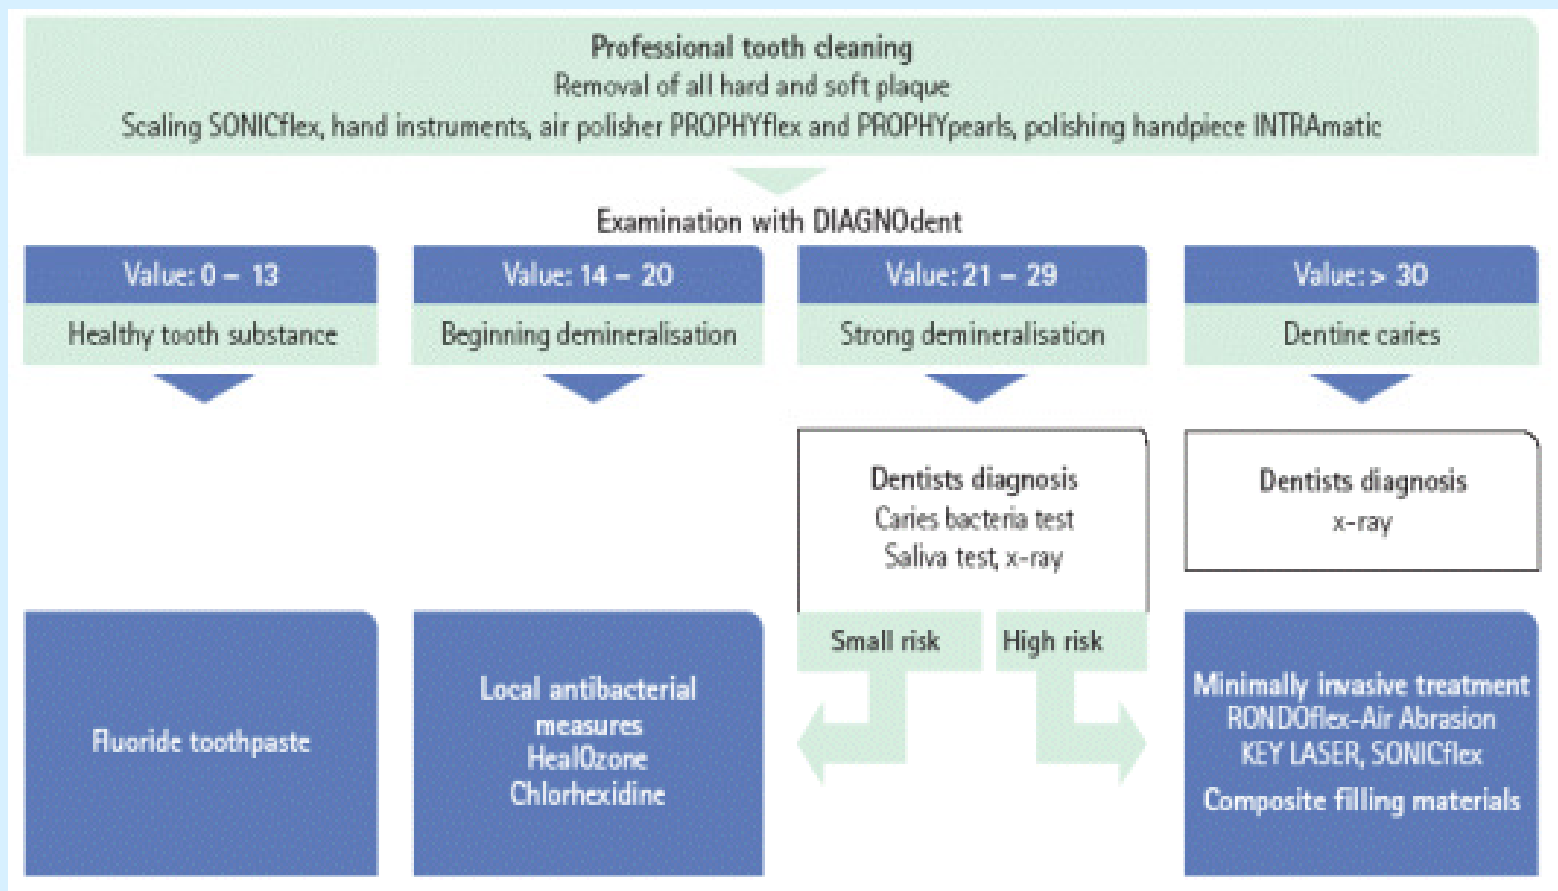 Professional tooth cleaning
Removal of all hard and soft plaque
Scaling SONICflex, hand instruments, air polisher PROPHYflex and PROPHYpearls, polishing handpiece INTRAmatic
Examination with DIAGNOdent
Value: 0 – 13
Healthy tooth substance
Value: 14 – 20
Beginning demineralisation
Value: 21 – 29
Strong demineralisation
Value: > 30
Dentine caries
Dentists diagnosis
Caries bacteria test
Saliva test, x-ray
Dentists diagnosis
x-ray
Small risk
High risk
Fluoride toothpaste
Local antibacterial
measures
HealOzone
Chlorhexidine
Minimally invasive treatment
RONDOflex-Air Abrasion
KEY LASER, SONICflex
Composite filling materials